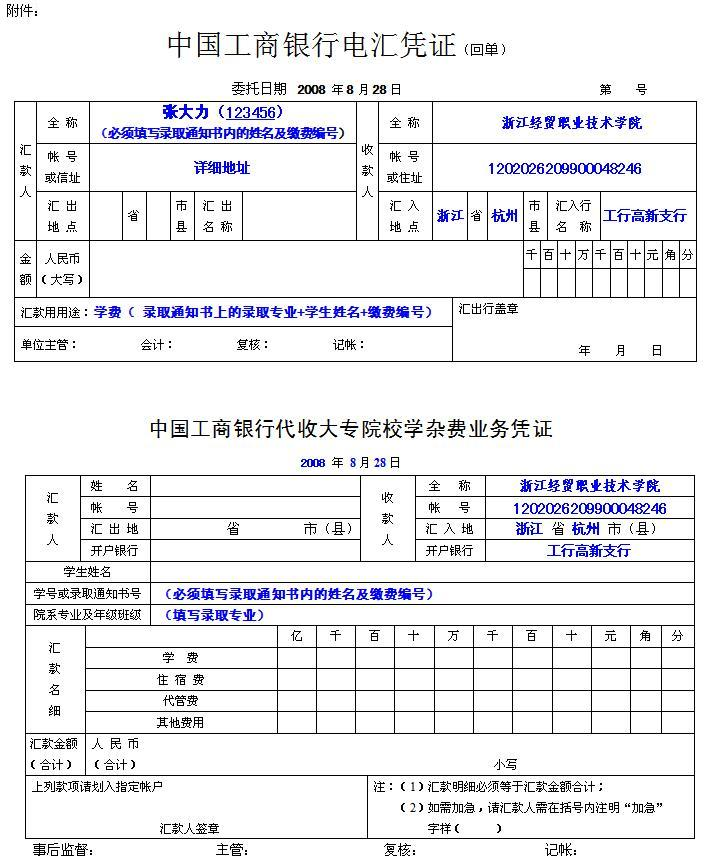 附件：
中国工商银行电汇凭证（回单）
委托日期 2008 年 8 月 28 日 第 号
汇款人 全 称 张大力（123456）
（必须填写录取通知书内的姓名及缴费编号） 收款人 全 称 浙江经贸职业技术学院
帐 号 或信址 详细地址 帐 号 或住址 1202026209900048246
汇 出 地 点 省 市 县 汇 出 名 称 汇 入 地 点 浙江 省 杭州 市 县 汇入行 名 称 工行高新支行
金额 人民币 （大写） 千 百 十 万 千 百 十 元 角 分
汇款用用途：学费（ 录取通知书上的录取专业+学生姓名+缴费编号） 汇出行盖章
单位主管： 会计： 复核： 记帐： 年 月 日
中国工商银行代收大专院校学杂费业务凭证
2008 年 8 月 28 日
汇款人 姓 名 收款人 全 称 浙江经贸职业技术学院
帐 号 帐 号 1202026209900048246
汇 出 地 省 市（县） 汇 入 地 浙江 省 杭州 市（县）
开户银行 开户银行 工行高新支行
学生姓名
学号或录取通知书号 （必须填写录取通知书内的姓名及缴费编号）
院系专业及年级班级 （填写录取专业）
汇款名细 亿 千 百 十 万 千 百 十 元 角 分
学 费
住 宿 费
代管费
其他费用
汇款金额 人 民 币
（合计） （合计） 小写
上列款项请划入指定帐户 注：（1）汇款明细必须等于汇款金额合计；
（2）如需加急，请汇款人需在括号内注明“加急”
汇款人签章 字样（ ）
事后监督： 主管： 复核： 记帐：